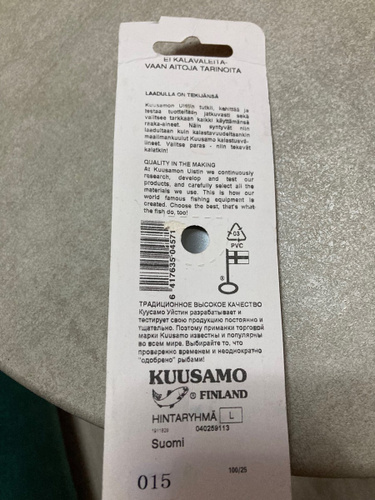 EI KALAVALEITA-
VAAN AITOJA TARINOITA
LAADULLA ON TEKIJÄNSÄ
Kuusamon Uistin tutkii, kehittää ja
testaa tuotteitaan jatkuvasti sekä
valitsee tarkkaan kaikki käyttämänsä
raaka-aineet. Näin syntyvät niin
laadultaan kuin kalastavuudeltaankin
maailmankuulut Kuusamo kalastusvä-
lineet. Valitse paras - niin tekevät
kalatkin!
QUALITY IN THE MAKING
At Kuusamon Uistin we continuously
research, develop and test our
products, and carefully select all the
materials we use. This is how our
world famous fishing equipment is
created. Choose the best, that's what
the fish do, too!
03
PVC
6 417635 04571
ТРАДИЦИОННОЕ ВЫСОКОЕ КАЧЕСТВО
Куусамо Уйстин разрабатывает и
тестирует свою продукцию постоянно и
тщательно. Поэтому приманки торговой
марки Kuusamo известны и популярны
во всем мире. Выбирайте то, что
проверенно временем и неоднократно
"одобрено" рыбами!
KUUSAMO
® FINLAND
HINTARYHMÄ L
040259113
Suomi
015
100/25